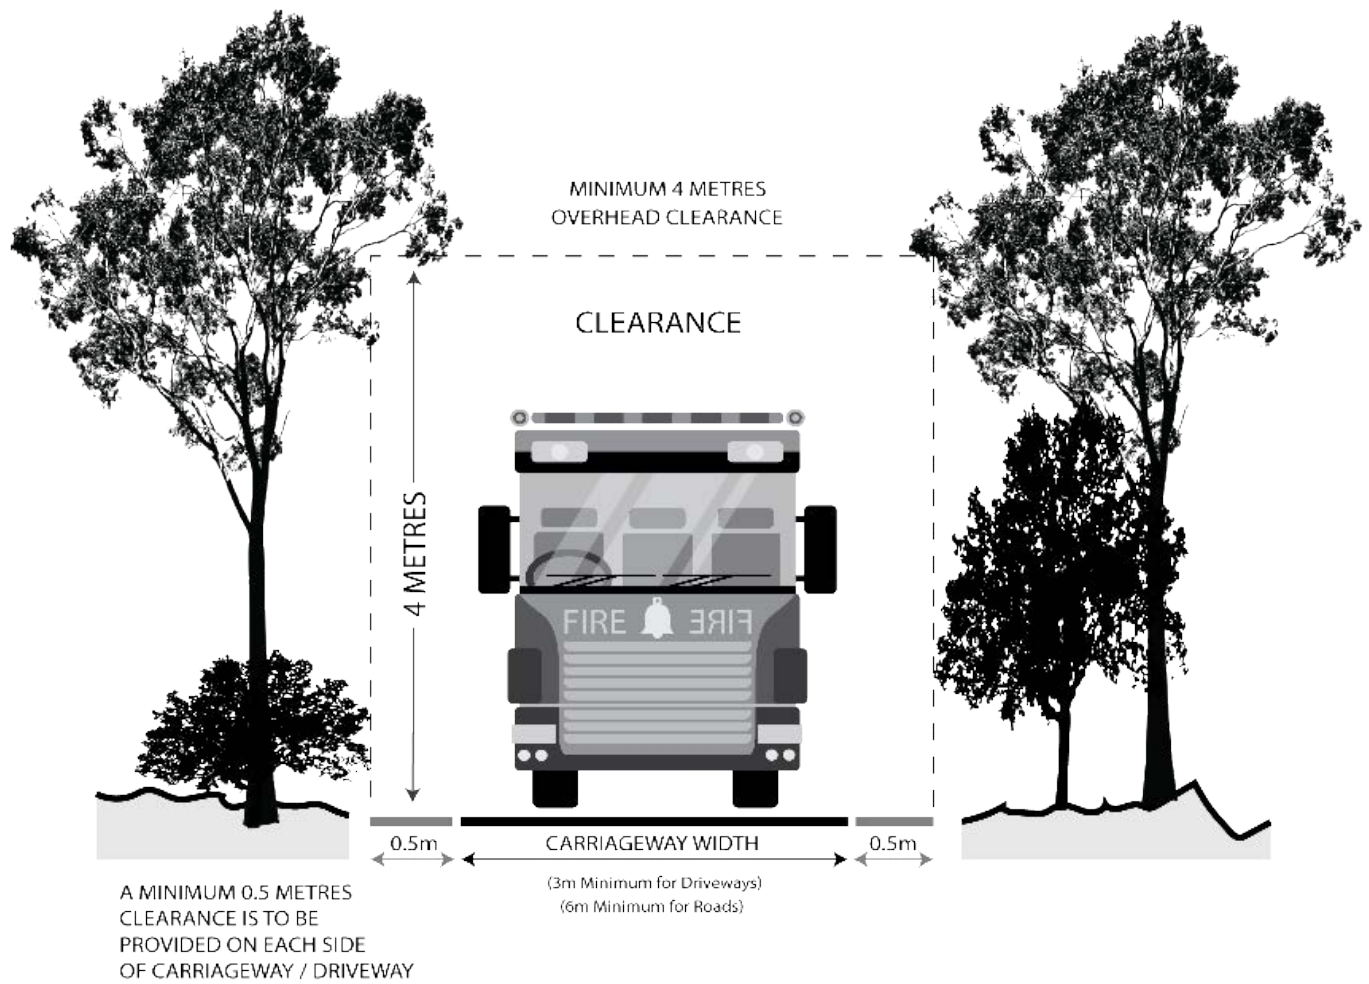 MINIMUM 4 METRES
OVERHEAD CLEARANCE
CLEARANCE
4 METRES
FIRE FIRE
0.5m
CARRIAGEWAY WIDTH
0.5m
(3m Minimum for Driveways)
(6m Minimum for Roads)
A MINIMUM 0.5 METRES
CLEARANCE IS TO BE
PROVIDED ON EACH SIDE
OF CARRIAGEWAY / DRIVEWAY